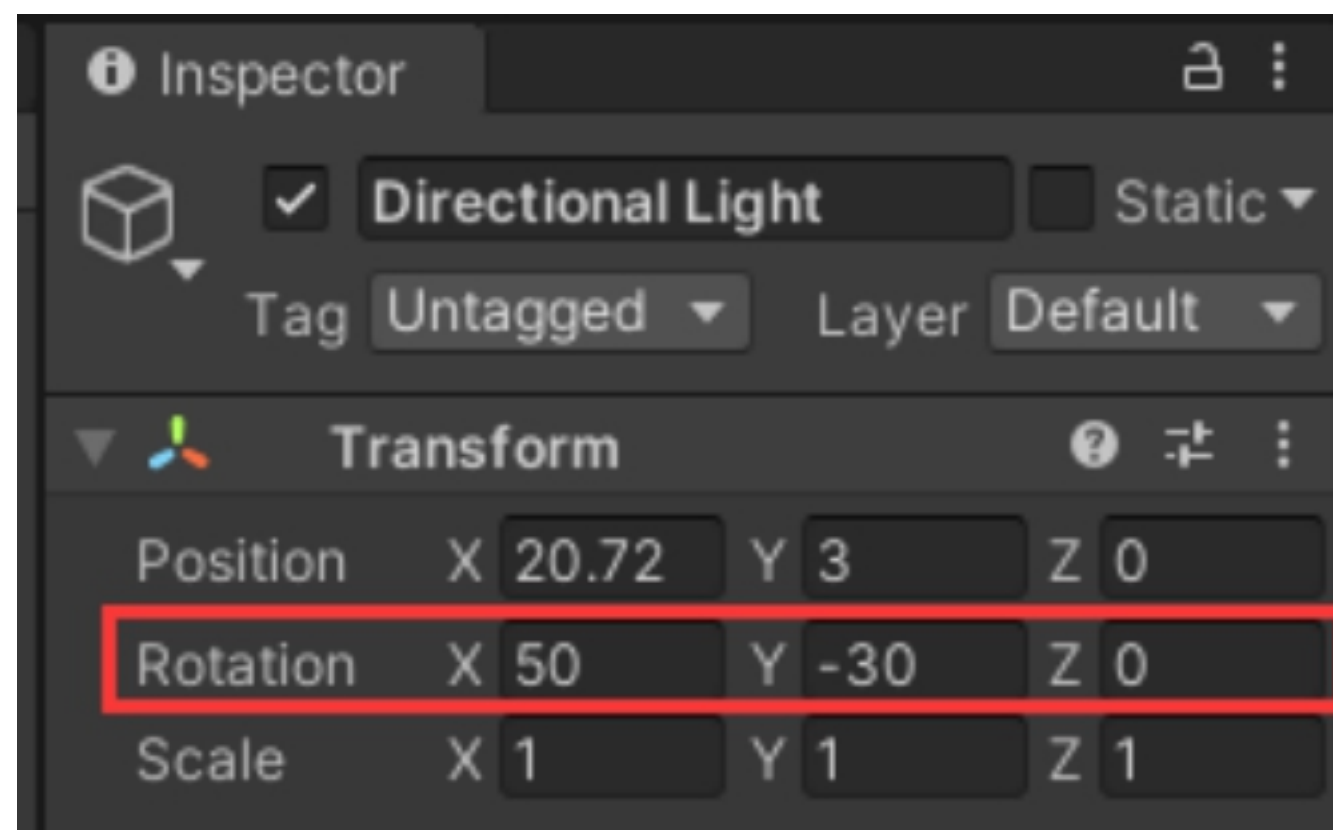 Inspector
Directional Light Static
Tag Untagged Layer Default
Transform
Position X 20.72 Y 3 Z 0
Rotation X 50 Y -30 Z 0
Scale X 1 Y 1 Z 1